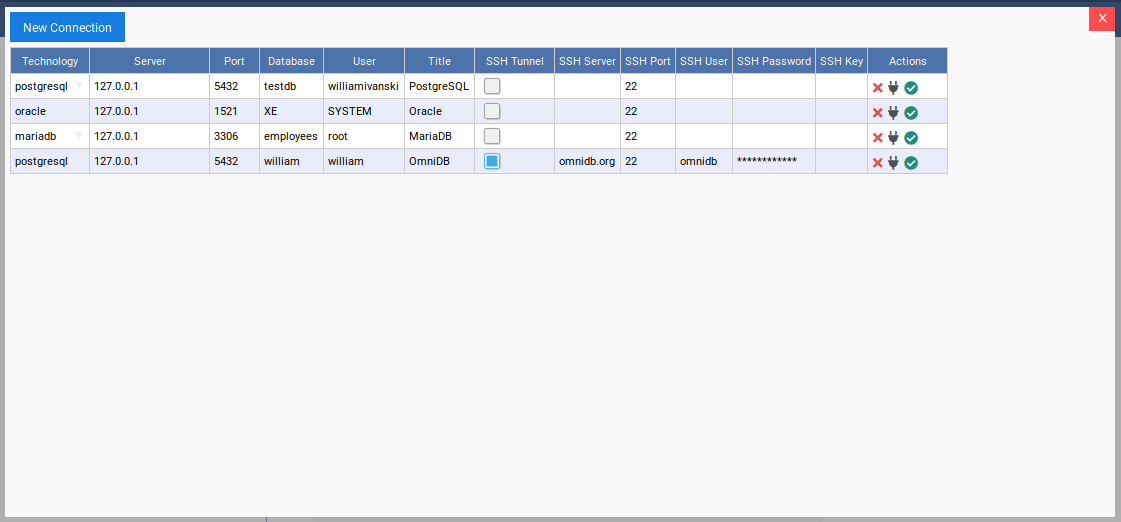 X
New Connection
Technology Server Port Database User Title SSH Tunnel SSH Server SSH Port SSH User SSH Password SSH Key Actions
postgresql 127.0.0.1 5432 testdb williamivanski PostgreSQL 22
oracle 127.0.0.1 1521 XE SYSTEM Oracle 22
mariadb 127.0.0.1 3306 employees root MariaDB 22
postgresql 127.0.0.1 5432 william william OmniDB omnidb.org 22 omnidb ************